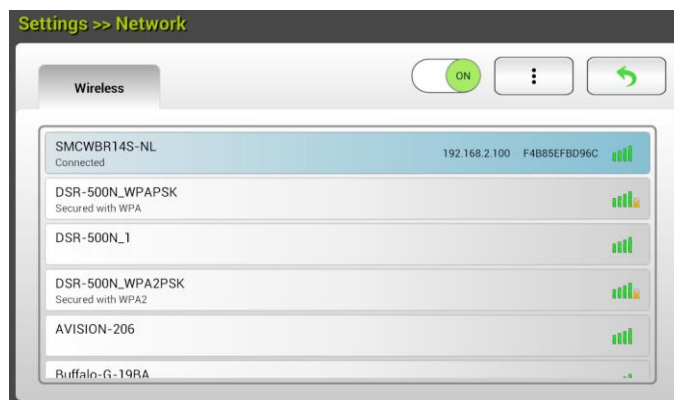 Settings >> Network
Wireless
ON
SMCWBR14S-NL
Connected
192.168.2.100 F4B85EFBD96C
DSR-500N_WPAPSK
Secured with WPA
DSR-500N_1
DSR-500N_WPA2PSK
Secured with WPA2
AVISION-206
Buffalo-G-19BA